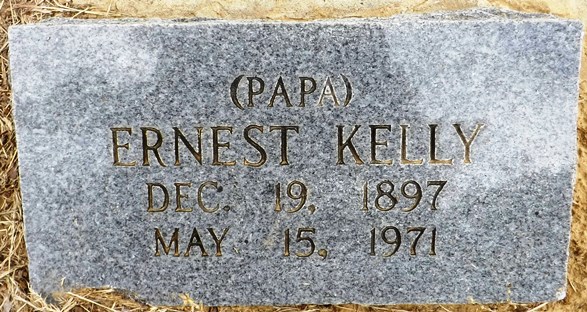 (PAPA)
ERNEST KELLY
DEC. 19, 1897
MAY 15, 1971